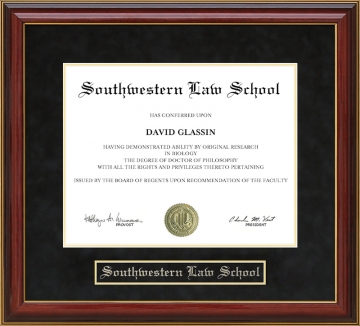 Southwestern Law School
HAS CONFERRED UPON
DAVID GLASSIN
HAVING DEMONSTRATED ABILITY BY ORIGINAL RESEARCH
IN BIOLOGY
THE DEGREE OF DOCTOR OF PHILOSOPHY
WITH ALL THE RIGHTS AND PRIVILEGES THERETO PERTAINING
ISSUED BY THE BOARD OF REGENTS UPON RECOMMENDATION OF THE FACULTY
PROVOST
PRESIDENT
Southwestern Law School